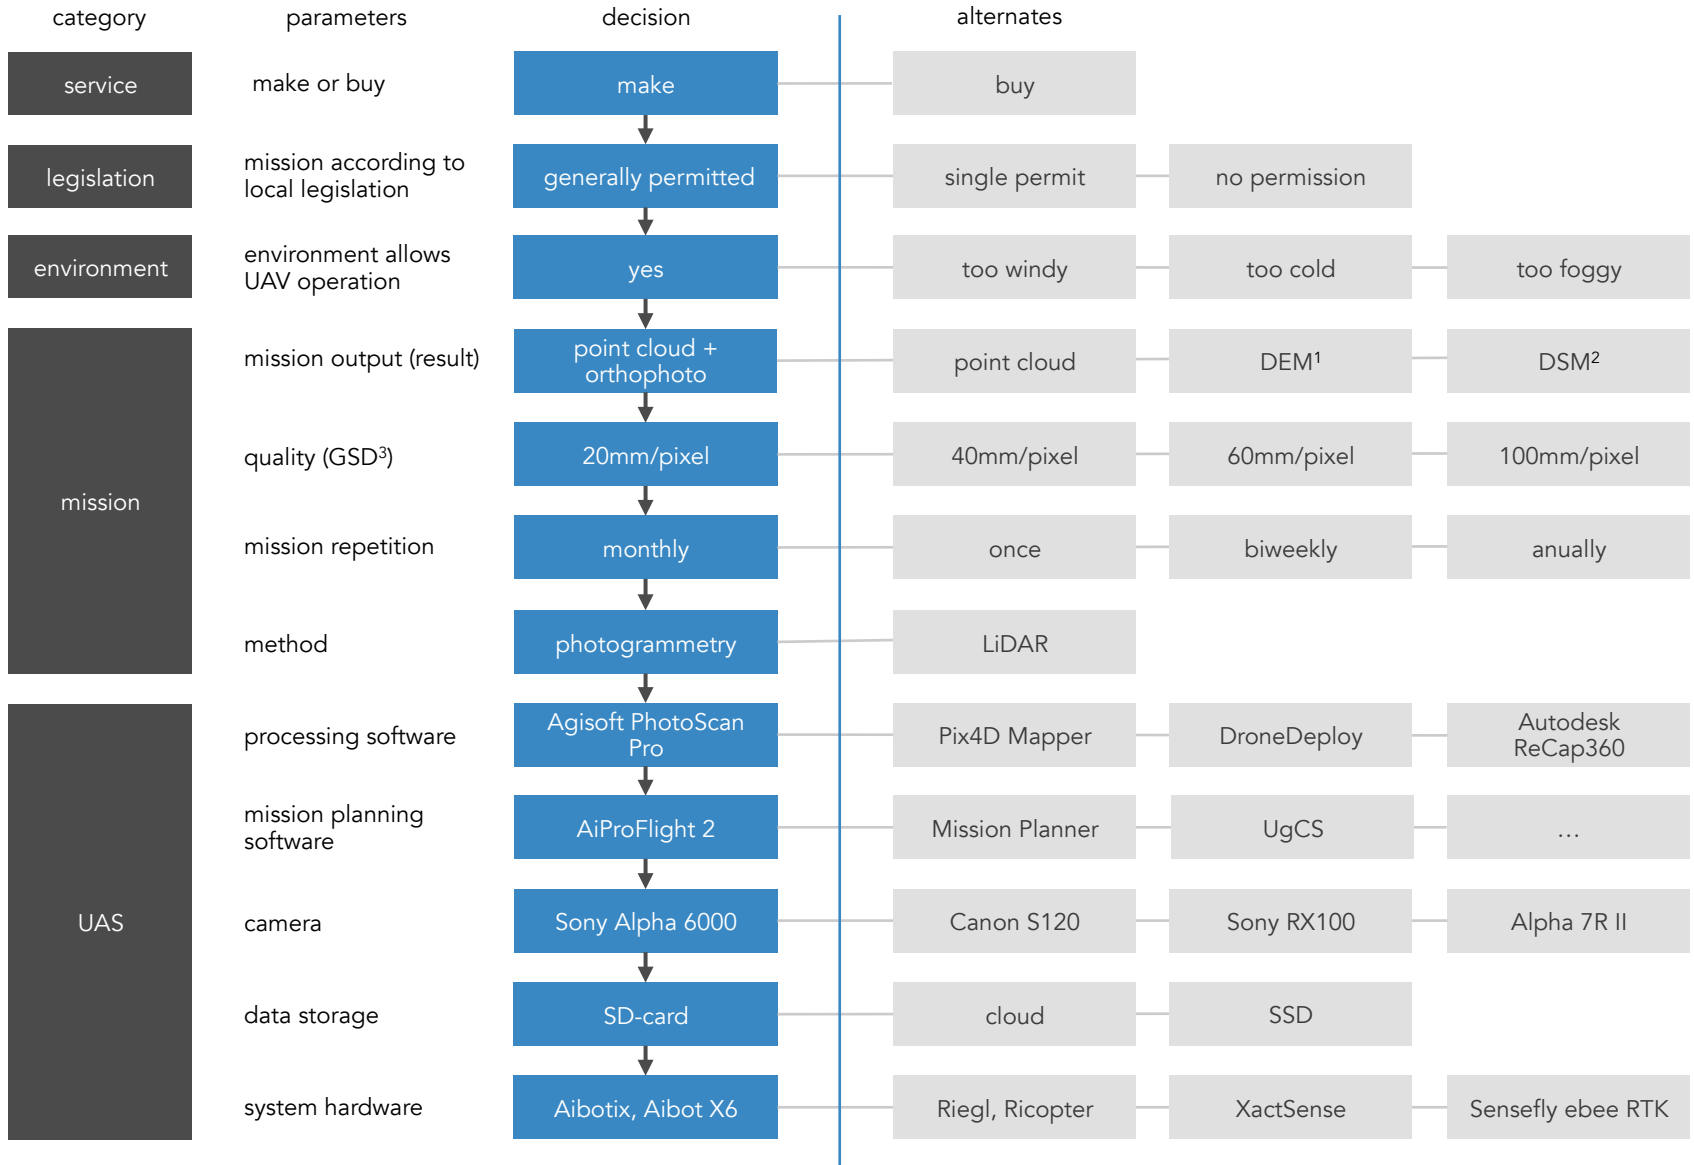 category parameters decision alternates
service make or buy make buy
legislation mission according to local legislation generally permitted single permit no permission
environment environment allows UAV operation yes too windy too cold too foggy
mission
mission output (result) point cloud + orthophoto point cloud DEM¹ DSM²
quality (GSD³) 20mm/pixel 40mm/pixel 60mm/pixel 100mm/pixel
mission repetition monthly once biweekly anually
method photogrammetry LiDAR
UAS
processing software Agisoft PhotoScan Pro Pix4D Mapper DroneDeploy Autodesk ReCap360
mission planning software AiProFlight 2 Mission Planner UgCS …
camera Sony Alpha 6000 Canon S120 Sony RX100 Alpha 7R II
data storage SD-card cloud SSD
system hardware Aibotix, Aibot X6 Riegl, Ricopter XactSense Sensefly ebee RTK